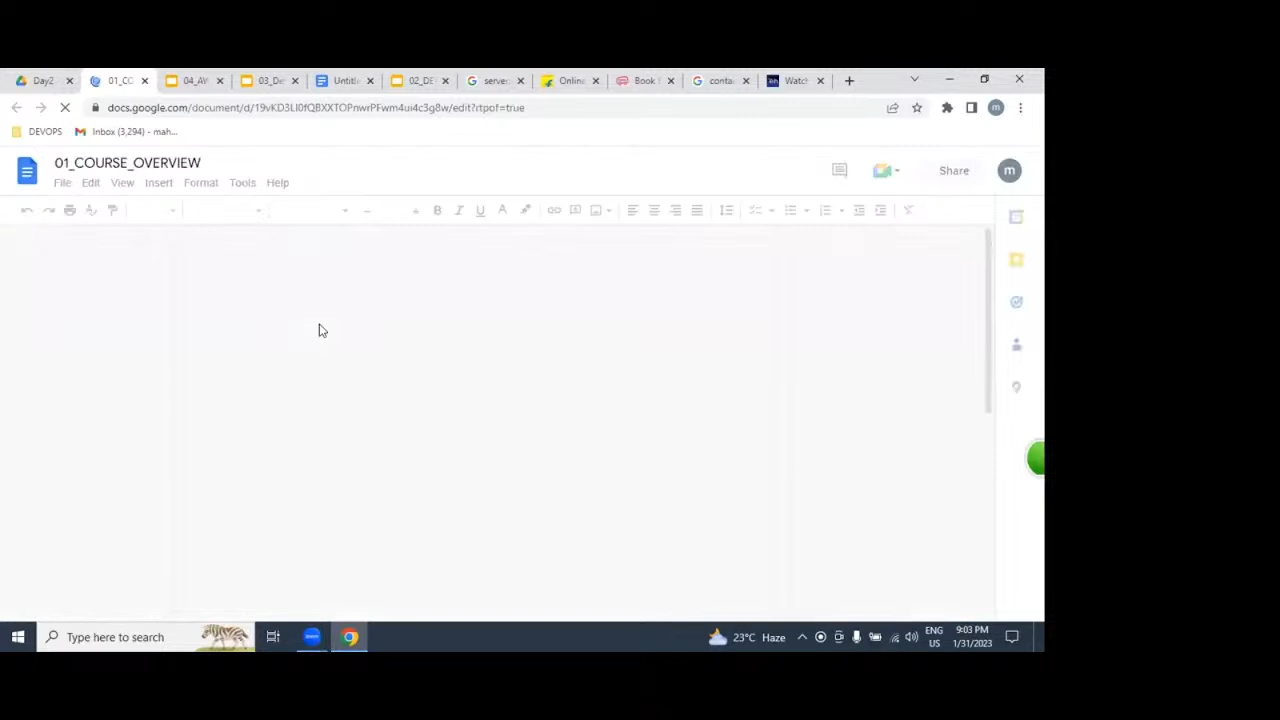 Day2
01_CO
04_AV
03_De
Untitle
02_DE
server
Online
Book S
conta
Watch
docs.google.com/document/d/19vKD3Ll0fQBXXTOPnwrPFwm4ui4c3g8w/edit?rtpof=true
m
DEVOPS
Inbox (3,294) - mah...
01_COURSE_OVERVIEW
File Edit View Insert Format Tools Help
Share
m
B I U A
Type here to search
zoom
23°C Haze
ENG
US
9:03 PM
1/31/2023